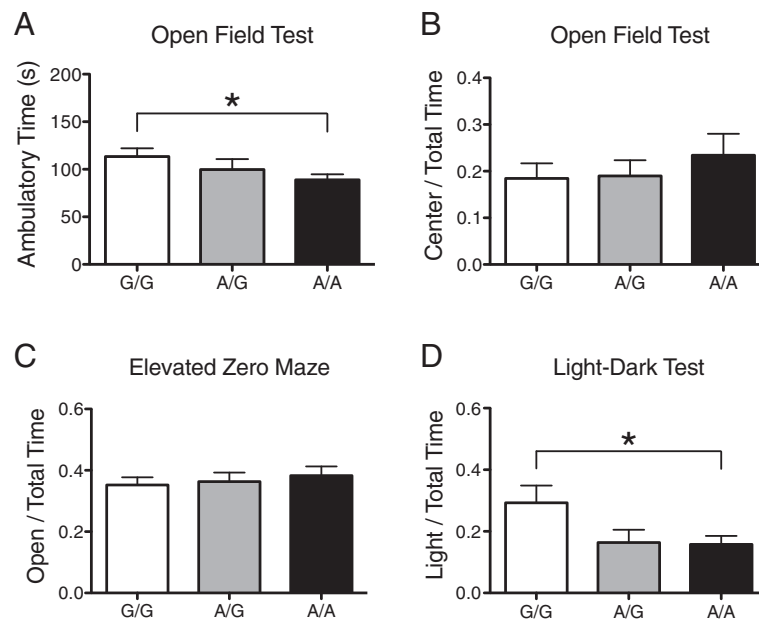 A
Open Field Test
Ambulatory Time (s)
200
150
100
50
0
*
G/G
A/G
A/A
B
Open Field Test
Center / Total Time
0.4
0.3
0.2
0.1
0.0
G/G
A/G
A/A
C
Elevated Zero Maze
Open / Total Time
0.6
0.4
0.2
0.0
G/G
A/G
A/A
D
Light-Dark Test
Light / Total Time
0.6
0.4
0.2
0.0
*
G/G
A/G
A/A